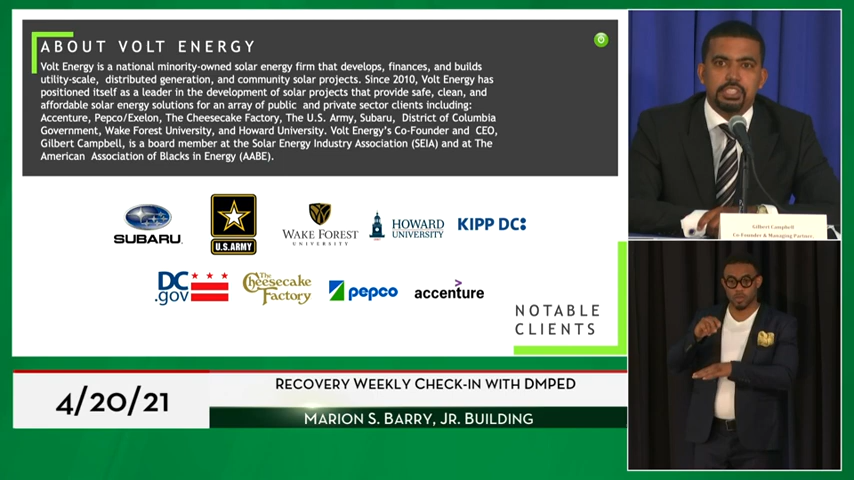 ABOUT VOLT ENERGY
Volt Energy is a national minority-owned solar energy firm that develops, finances, and builds
utility-scale, distributed generation, and community solar projects. Since 2010, Volt Energy has
positioned itself as a leader in the development of solar projects that provide safe, clean, and
affordable solar energy solutions for an array of public and private sector clients including:
Accenture, Pepco/Exelon, The Cheesecake Factory, The U.S. Army, Subaru, District of Columbia
Government, Wake Forest University, and Howard University. Volt Energy's Co-Founder and CEO,
Gilbert Campbell, is a board member at the Solar Energy Industry Association (SEIA) and at The
American Association of Blacks in Energy (AABE).
SUBARU
U.S.ARMY
WAKE FOREST
UNIVERSITY
HOWARD
UNIVERSITY
KIPP DC:
DC
.gov
The
Cheesecake
Factory
pepco
accenture
NOTABLE
CLIENTS
Gilbert Campbell
Co-Founder & Managing Partner,
4/20/21
RECOVERY WEEKLY CHECK-IN WITH DMPED
MARION S. BARRY, JR. BUILDING